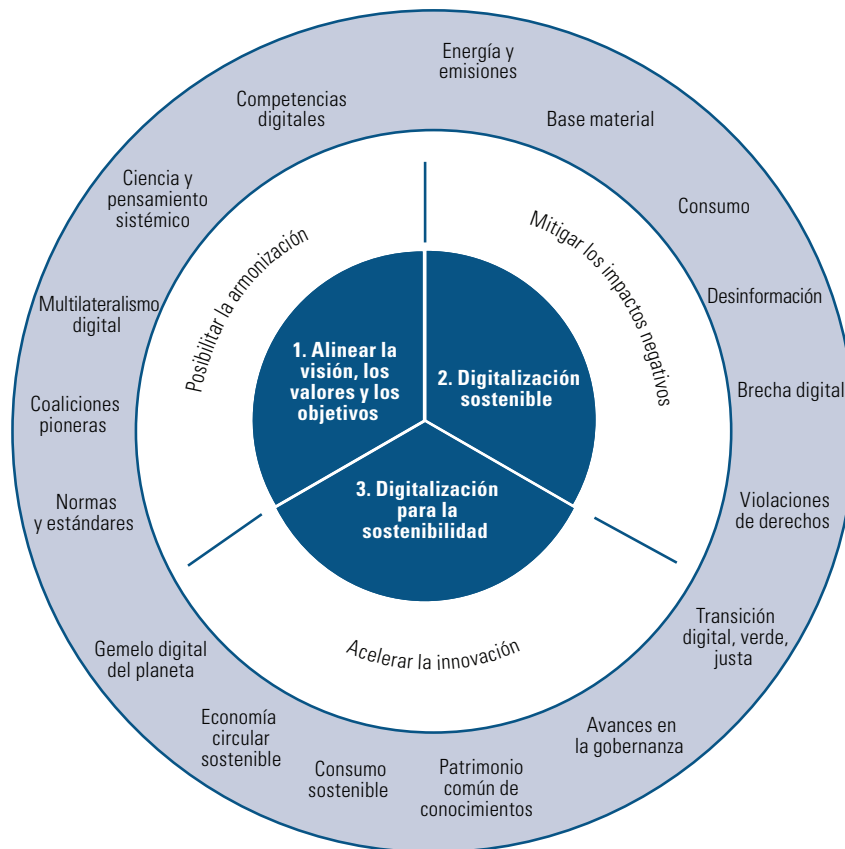 Energía y
emisiones
Base material
Consumo
Desinformación
Brecha digital
Violaciones
de derechos
Transición
digital, verde,
justa
Avances en
la gobernanza
Patrimonio
común de
conocimientos
Consumo
sostenible
Economía
circular
sostenible
Gemelo digital
del planeta
Normas
y estándares
Coaliciones
pioneras
Multilateralismo
digital
Ciencia y
pensamiento
sistémico
Competencias
digitales
Posibilitar la armonización
Mitigar los impactos negativos
Acelerar la innovación
1. Alinear la
visión, los
valores y los
objetivos
2. Digitalización
sostenible
3. Digitalización
para la
sostenibilidad